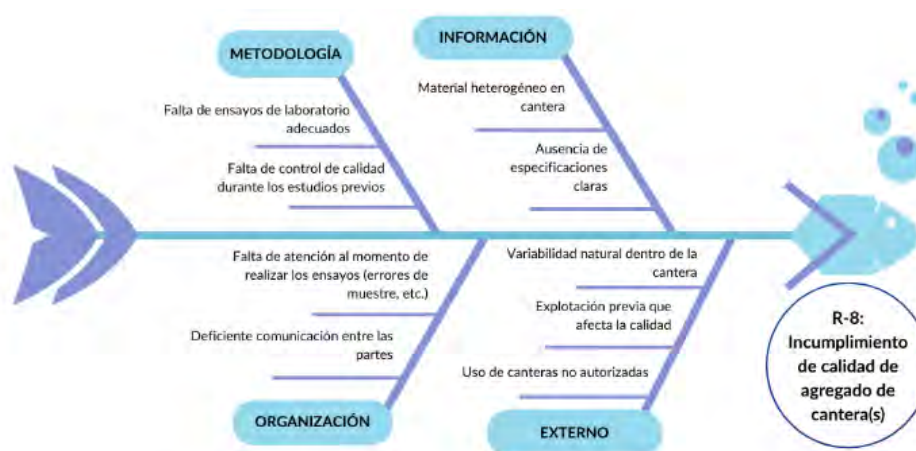 METODOLOGÍA
Falta de ensayos de laboratorio
adecuados
Falta de control de calidad
durante los estudios previos
INFORMACIÓN
Material heterogéneo en
cantera
Ausencia de
especificaciones
claras
Falta de atención al momento de
realizar los ensayos (errores de
muestre, etc.)
Deficiente comunicación entre las
partes
ORGANIZACIÓN
Variabilidad natural dentro de la
cantera
Explotación previa que
afecta la calidad
Uso de canteras no autorizadas
EXTERNO
R-8:
Incumplimiento
de calidad de
agregado de
cantera(s)